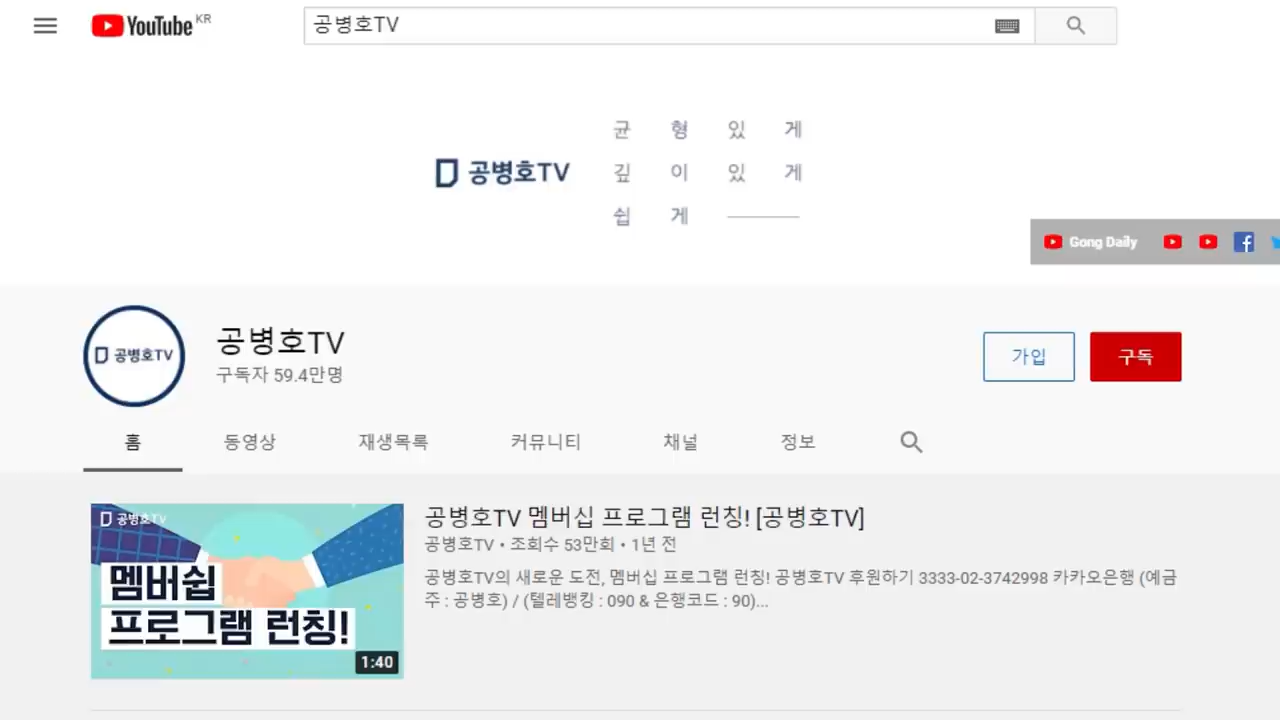 YouTube KR
공병호TV
균형있게
공병호TV 깊이있게
쉽게
Gong Daily
공병호TV
공병호TV
구독자 59.4만명
가입 구독
홈 동영상 재생목록 커뮤니티 채널 정보
공병호TV
멤버쉽
프로그램 런칭!
1:40
공병호TV 멤버십 프로그램 런칭! [공병호TV]
공병호TV • 조회수 53만회 • 1년 전
공병호TV의 새로운 도전, 멤버십 프로그램 런칭! 공병호TV 후원하기 3333-02-3742998 카카오은행 (예금
주 : 공병호) / (텔레뱅킹 : 090 & 은행코드 : 90)...